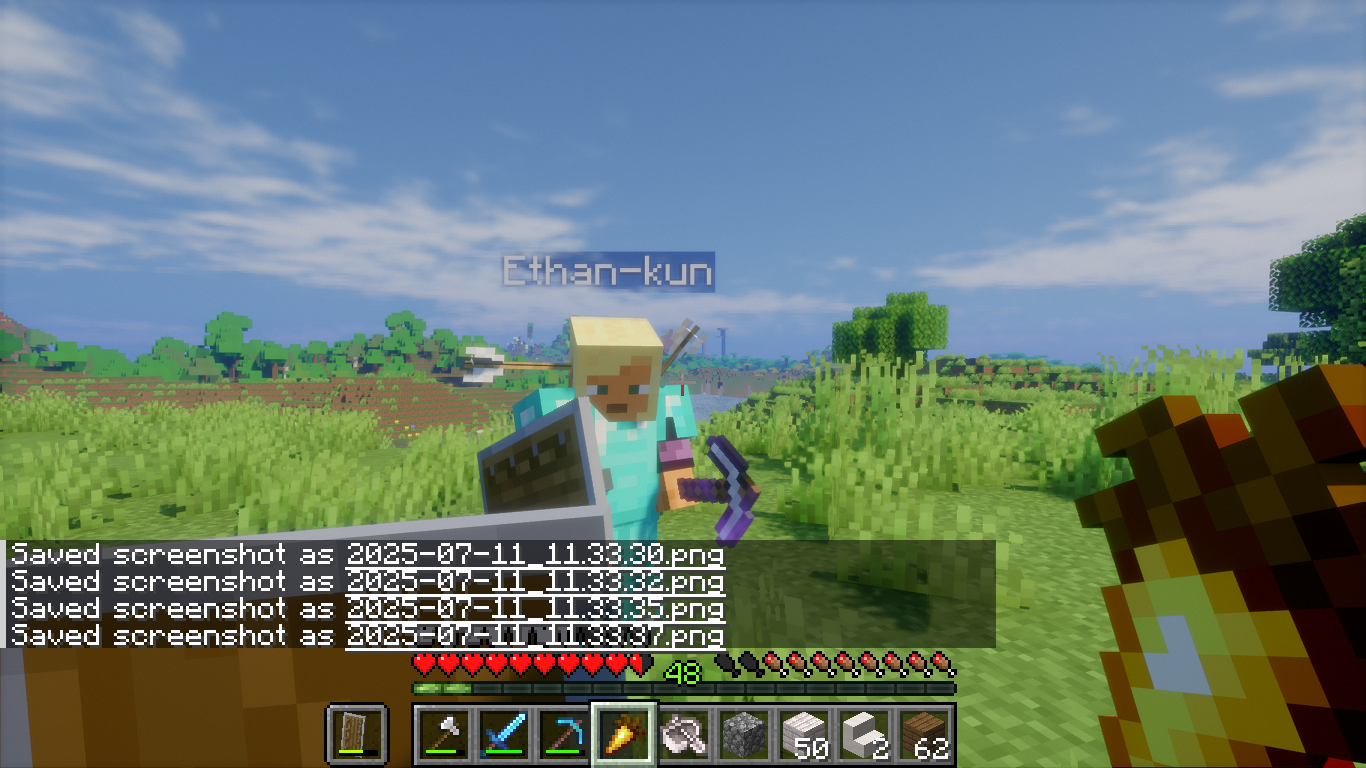 Ethan-kun
Saved screenshot as 2025-07-11_11.33.30.png
Saved screenshot as 2025-07-11_11.33.32.png
Saved screenshot as 2025-07-11_11.33.35.png
Saved screenshot as 2025-07-11_11.33.37.png
48
50 2 62